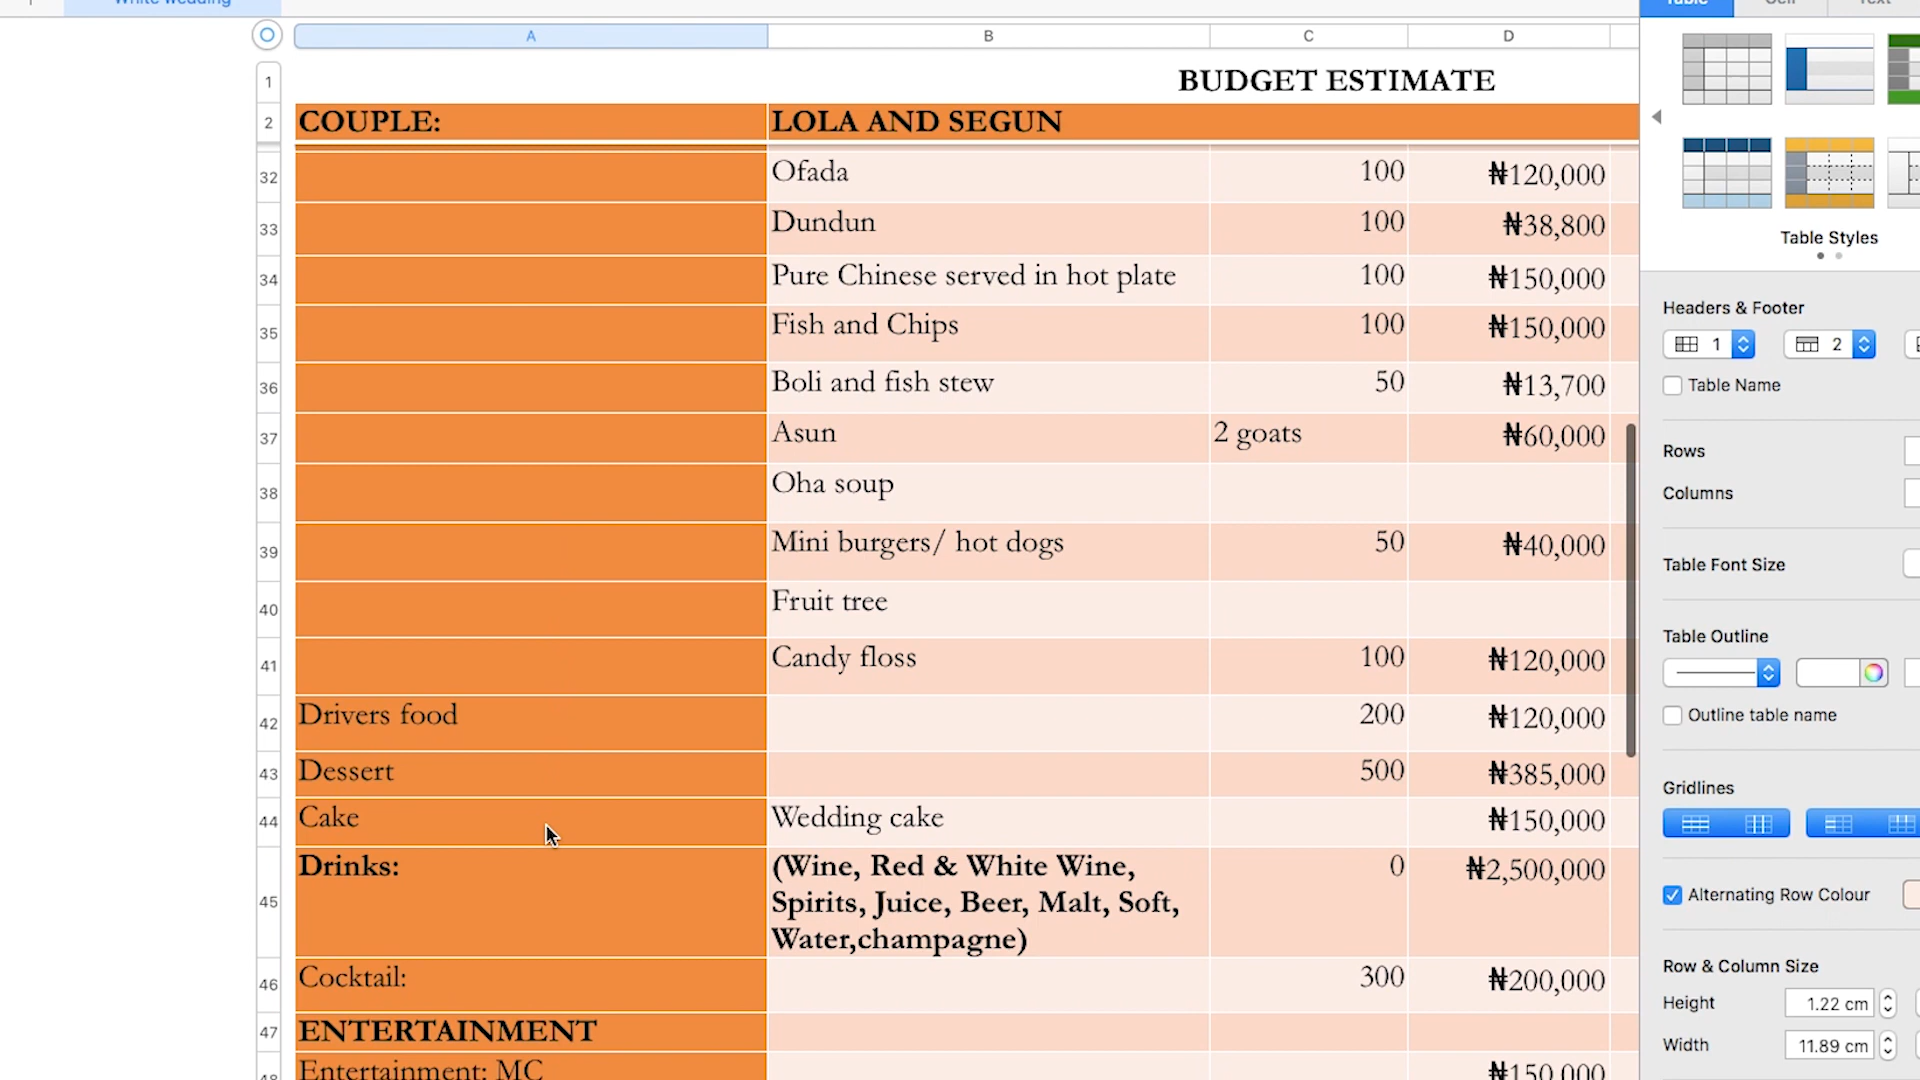 White wedding
Table Cell Text
A B C D
1 BUDGET ESTIMATE
2 COUPLE: LOLA AND SEGUN
32 Ofada 100 ₦120,000
33 Dundun 100 ₦38,800
34 Pure Chinese served in hot plate 100 ₦150,000
35 Fish and Chips 100 ₦150,000
36 Boli and fish stew 50 ₦13,700
37 Asun 2 goats ₦60,000
38 Oha soup
39 Mini burgers/ hot dogs 50 ₦40,000
40 Fruit tree
41 Candy floss 100 ₦120,000
42 Drivers food 200 ₦120,000
43 Dessert 500 ₦385,000
44 Cake Wedding cake ₦150,000
45 Drinks: (Wine, Red & White Wine, 0 ₦2,500,000
Spirits, Juice, Beer, Malt, Soft,
Water,champagne)
46 Cocktail: 300 ₦200,000
47 ENTERTAINMENT
48 Entertainment: MC ₦150,000
Table Styles
Headers & Footer
1 2
Table Name
Rows
Columns
Table Font Size
Table Outline
Outline table name
Gridlines
Alternating Row Colour
Row & Column Size
Height 1.22 cm
Width 11.89 cm